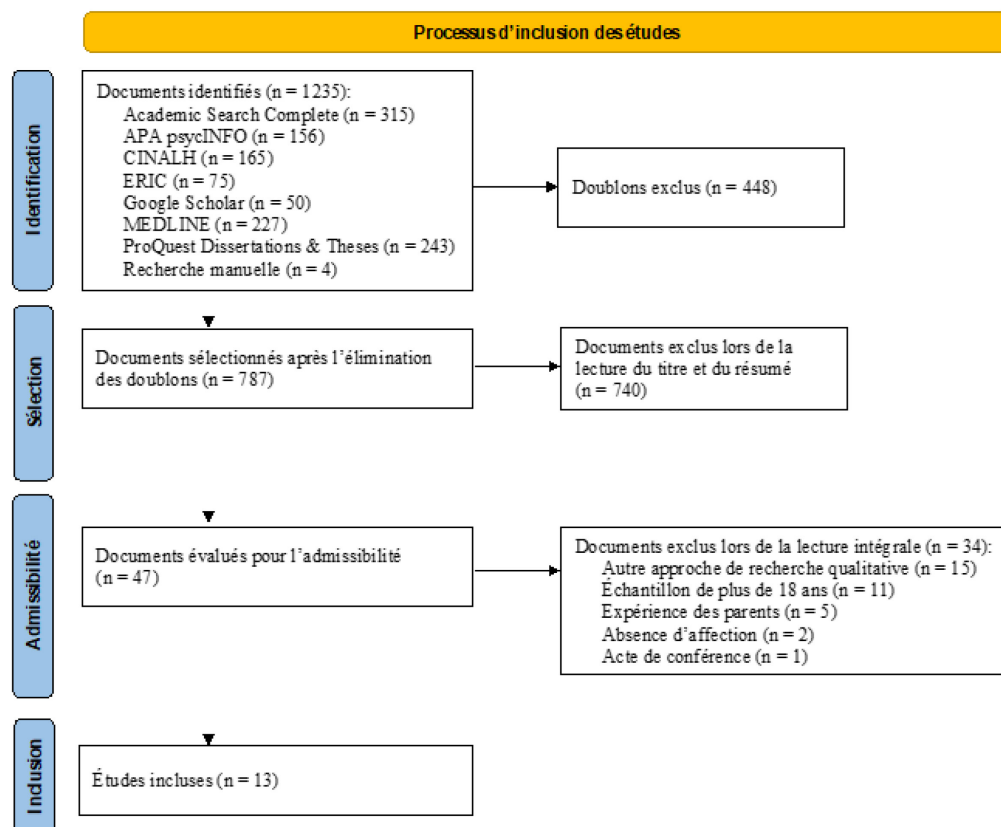 Processus d'inclusion des études
Identification
Documents identifiés (n = 1235):
Academic Search Complete (n = 315)
APA psycINFO (n = 156)
CINALH (n = 165)
ERIC (n = 75)
Google Scholar (n = 50)
MEDLINE (n = 227)
ProQuest Dissertations & Theses (n = 243)
Recherche manuelle (n = 4)
Doublons exclus (n = 448)
Sélection
Documents sélectionnés après l'élimination
des doublons (n = 787)
Documents exclus lors de la
lecture du titre et du résumé
(n = 740)
Admissibilité
Documents évalués pour l'admissibilité
(n = 47)
Documents exclus lors de la lecture intégrale (n = 34):
Autre approche de recherche qualitative (n = 15)
Échantillon de plus de 18 ans (n = 11)
Expérience des parents (n = 5)
Absence d'affection (n = 2)
Acte de conférence (n = 1)
Inclusion
Études incluses (n = 13)